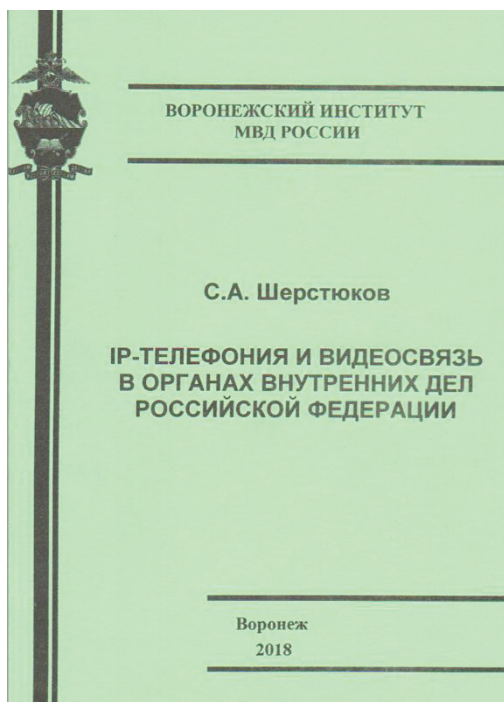 ВОРОНЕЖСКИЙ ИНСТИТУТ
МВД РОССИИ
С.А. Шерстюков
IP-ТЕЛЕФОНИЯ И ВИДЕОСВЯЗЬ
В ОРГАНАХ ВНУТРЕННИХ ДЕЛ
РОССИЙСКОЙ ФЕДЕРАЦИИ
Воронеж
2018